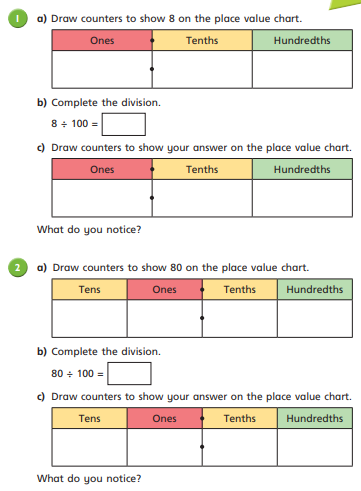 1 a) Draw counters to show 8 on the place value chart.
Ones Tenths Hundredths
b) Complete the division.
8 ÷ 100 =
c) Draw counters to show your answer on the place value chart.
Ones Tenths Hundredths
What do you notice?
2 a) Draw counters to show 80 on the place value chart.
Tens Ones Tenths Hundredths
b) Complete the division.
80 ÷ 100 =
c) Draw counters to show your answer on the place value chart.
Tens Ones Tenths Hundredths
What do you notice?